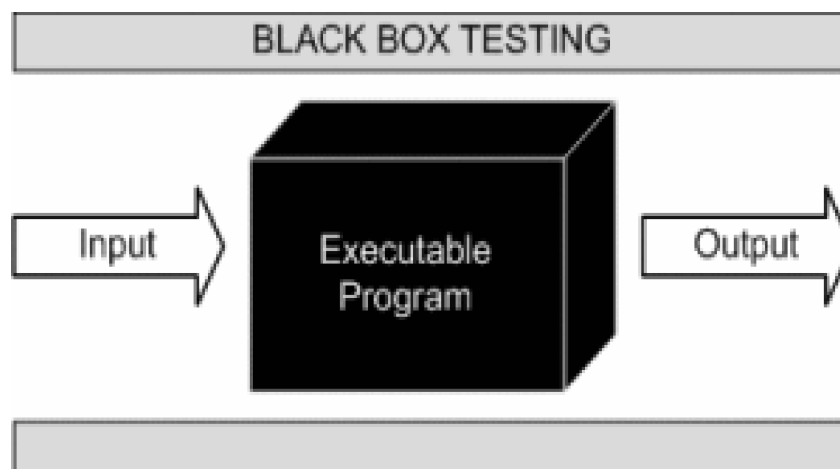 BLACK BOX TESTING
Input
Executable
Program
Output